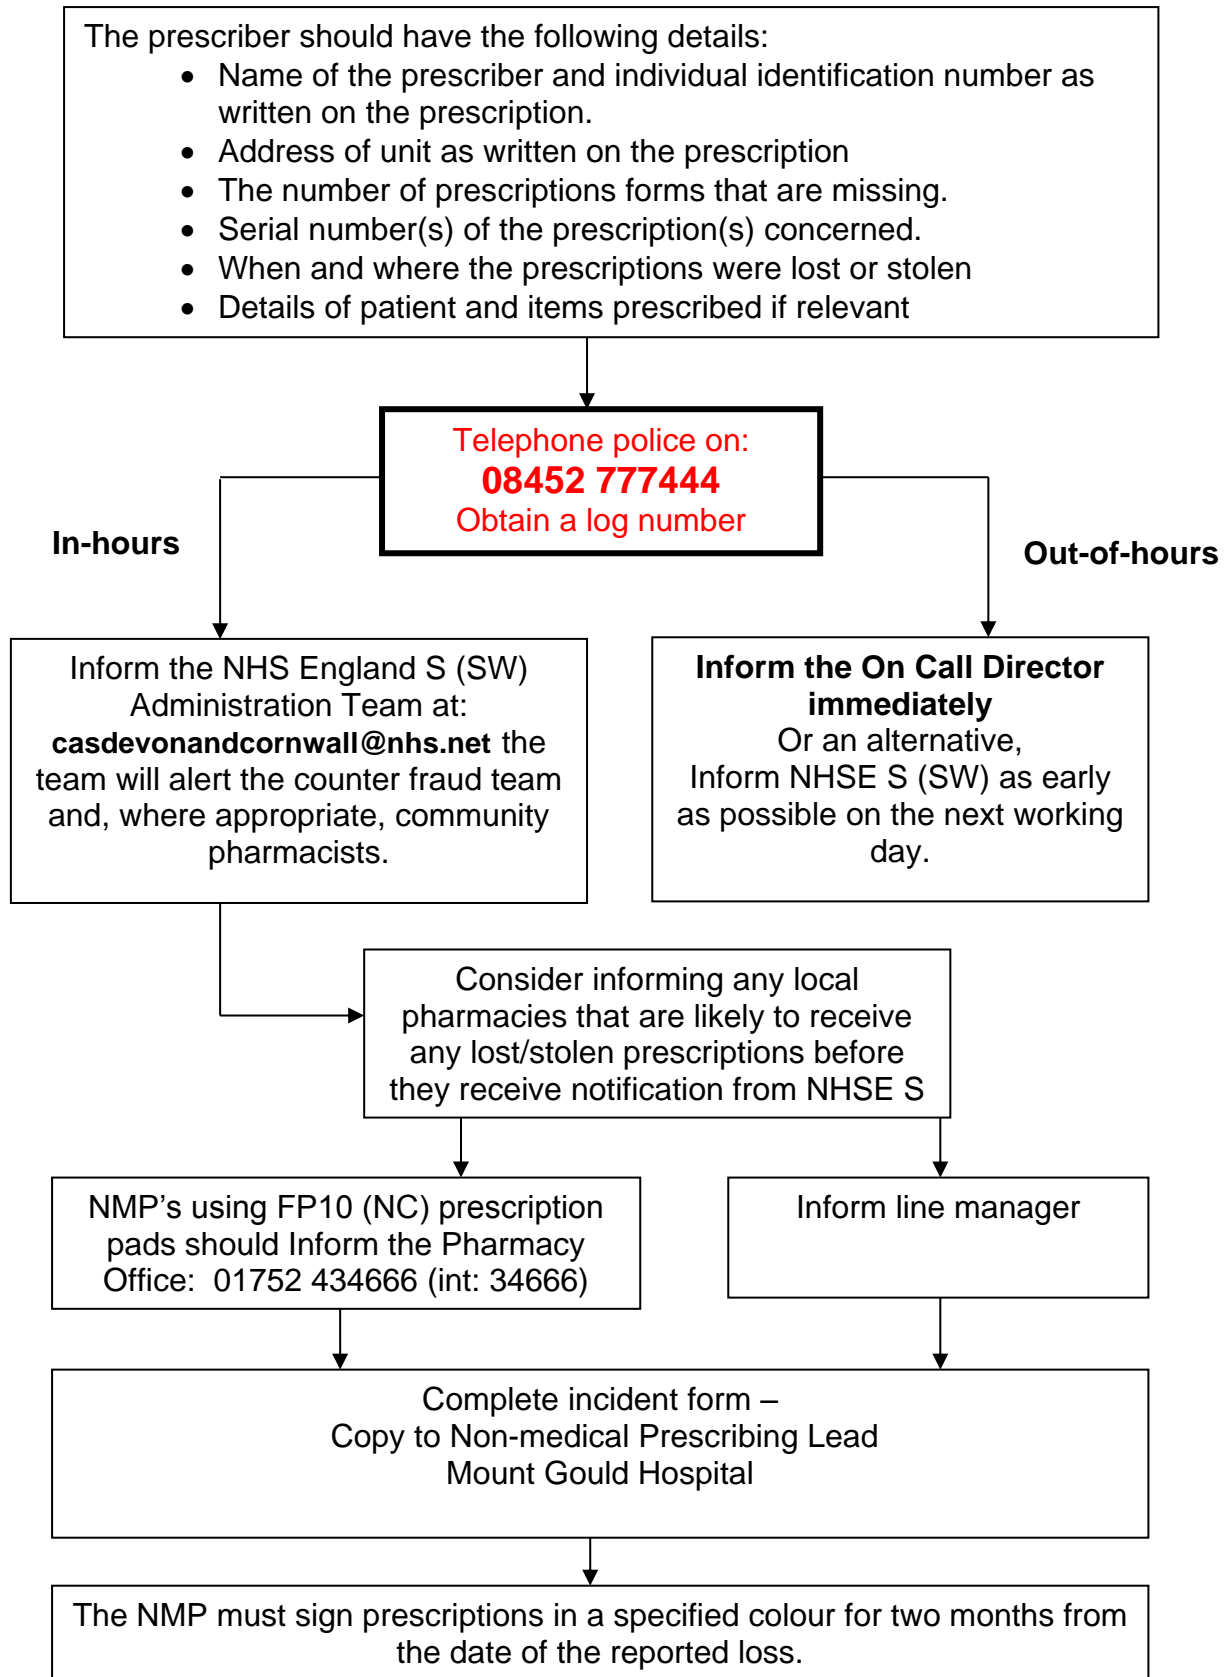 The prescriber should have the following details:
• Name of the prescriber and individual identification number as
written on the prescription.
• Address of unit as written on the prescription
• The number of prescriptions forms that are missing.
• Serial number(s) of the prescription(s) concerned.
• When and where the prescriptions were lost or stolen
• Details of patient and items prescribed if relevant
Telephone police on:
08452 777444
Obtain a log number
In-hours
Out-of-hours
Inform the NHS England S (SW)
Administration Team at:
casdevonandcornwall@nhs.net the
team will alert the counter fraud team
and, where appropriate, community
pharmacists.
Inform the On Call Director
immediately
Or an alternative,
Inform NHSE S (SW) as early
as possible on the next working
day.
Consider informing any local
pharmacies that are likely to receive
any lost/stolen prescriptions before
they receive notification from NHSE S
NMP's using FP10 (NC) prescription
pads should Inform the Pharmacy
Office: 01752 434666 (int: 34666)
Inform line manager
Complete incident form –
Copy to Non-medical Prescribing Lead
Mount Gould Hospital
The NMP must sign prescriptions in a specified colour for two months from
the date of the reported loss.